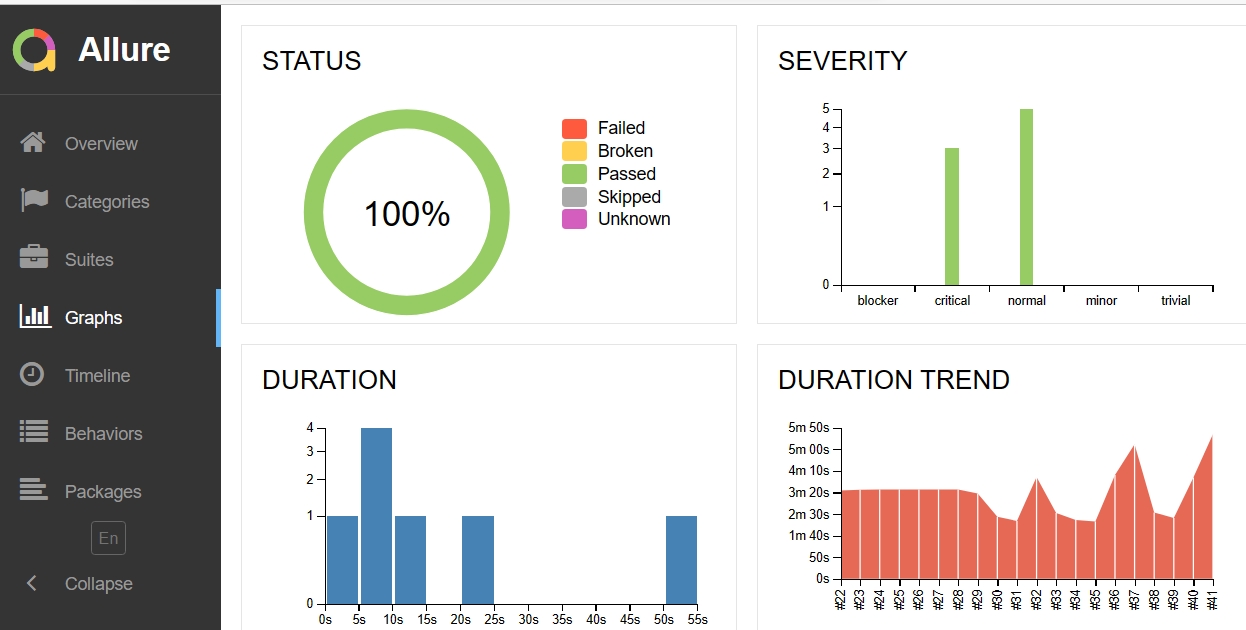 Allure
Overview
Categories
Suites
Graphs
Timeline
Behaviors
Packages
En
Collapse
STATUS
100%
Failed
Broken
Passed
Skipped
Unknown
SEVERITY
5
4
3
2
1
0
blocker critical normal minor trivial
DURATION
4
3
2
1
0
0s 5s 10s 15s 20s 25s 30s 35s 40s 45s 50s 55s
DURATION TREND
5m 50s
5m 00s
4m 10s
3m 20s
2m 30s
1m 40s
50s
0s
#22 #23 #24 #25 #26 #27 #28 #29 #30 #31 #32 #33 #34 #35 #36 #37 #38 #39 #40 #41